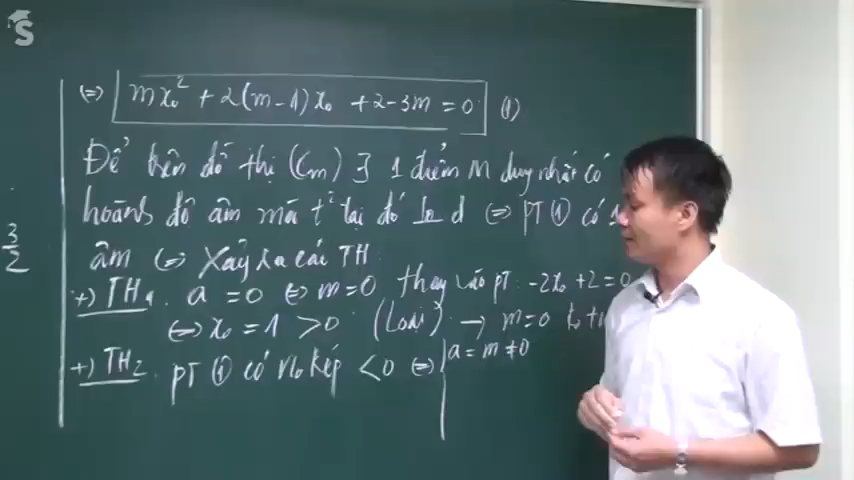 S
(=) mx₀² + 2(m-1)x₀ + 2-3m = 0 (1)
Để trên đồ thị (Cm) ∃ 1 điểm M duy nhất có
hoành độ âm mà t² tại đó ⊥ d (=) PT (1) có 1
3/2
âm (=) Xảy ra các TH
+) TH₁. a = 0 (=) m=0 thay vào pt: -2x₀ +2 = 0
(=) x₀ = 1 > 0 (Loại) → m=0
+) TH₂. PT (1) có No kép < 0 (=) a = m ≠ 0